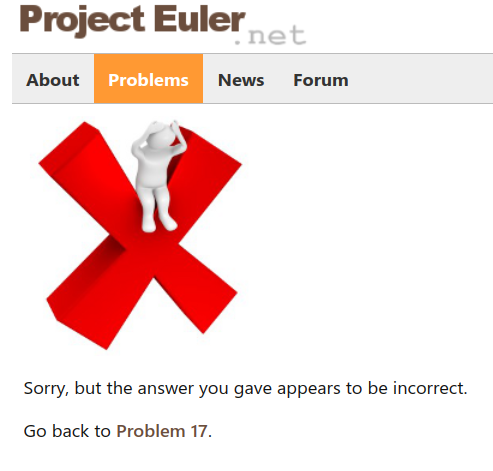 Project Euler
.net
About Problems News Forum
Sorry, but the answer you gave appears to be incorrect.
Go back to Problem 17.